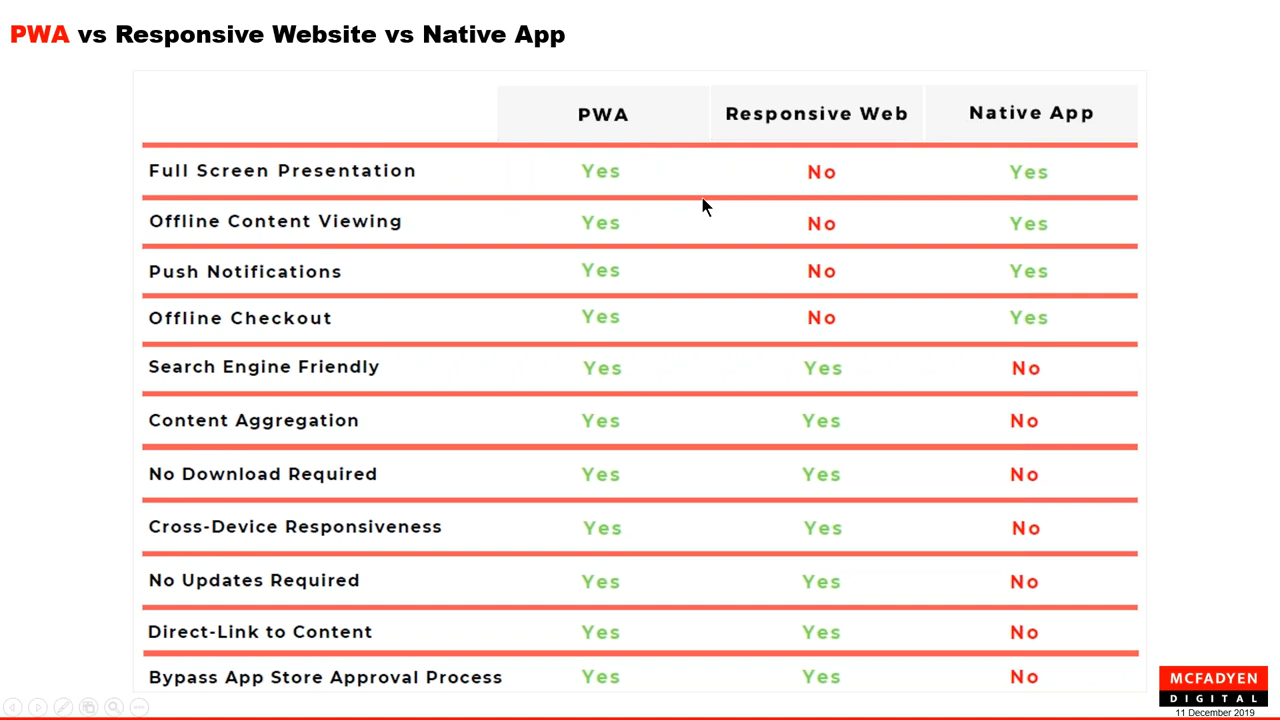 PWA vs Responsive Website vs Native App
PWA Responsive Web Native App
Full Screen Presentation Yes No Yes
Offline Content Viewing Yes No Yes
Push Notifications Yes No Yes
Offline Checkout Yes No Yes
Search Engine Friendly Yes Yes No
Content Aggregation Yes Yes No
No Download Required Yes Yes No
Cross-Device Responsiveness Yes Yes No
No Updates Required Yes Yes No
Direct-Link to Content Yes Yes No
Bypass App Store Approval Process Yes Yes No
MCFADYEN
DIGITAL
11 December 2019